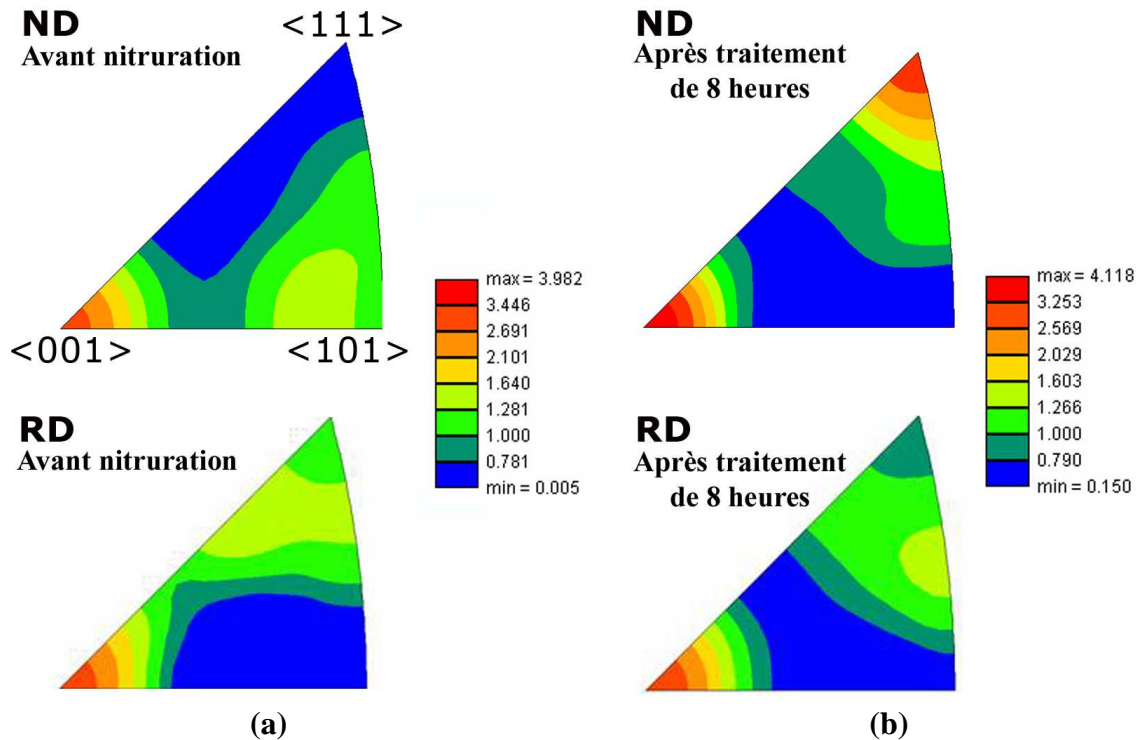 ND
Avant nitruration
<111>
<001>
<101>
max = 3.982
3.446
2.691
2.101
1.640
1.281
1.000
0.781
min = 0.005
RD
Avant nitruration
(a)
ND
Après traitement
de 8 heures
max = 4.118
3.253
2.569
2.029
1.603
1.266
1.000
0.790
min = 0.150
RD
Après traitement
de 8 heures
(b)